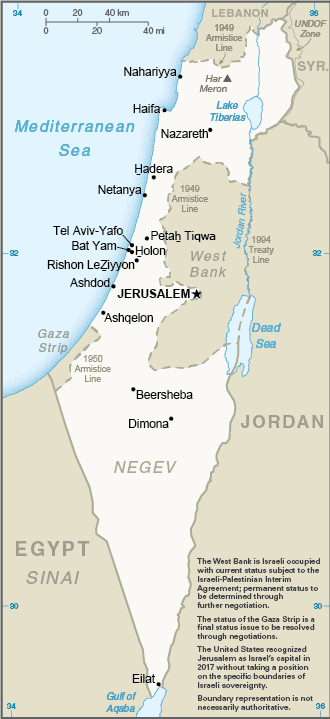 34
0 20 40 km
0 20 40 mi
LEBANON
36
UNDOF
Zone
1949
Armistice
Line
SYR.
Nahariyya
Har
Meron
Haifa
Lake
Tiberias
Nazareth
Mediterranean
Sea
Hadera
Netanya
1949
Armistice
Line
Jordan River
Tel Aviv-Yafo
Petaẖ Tiqwa
Bat Yam
Holon
1994
Treaty
Line
32
32
Rishon LeẔiyyon
West
Bank
Ashdod
JERUSALEM
Ashqelon
Gaza
Strip
Dead
Sea
1950
Armistice
Line
Beersheba
Dimona
JORDAN
NEGEV
EGYPT
SINAI
The West Bank is Israeli occupied
with current status subject to the
Israeli-Palestinian Interim
Agreement; permanent status to
be determined through
further negotiation.
The status of the Gaza Strip is a
final status issue to be resolved
through negotiations.
The United States recognized
Jerusalem as Israel's capital in
2017 without taking a position
on the specific boundaries of
Israeli sovereignty.
Boundary representation is not
necessarily authoritative.
30
30
Eilat
Gulf of
Aqaba
34
36